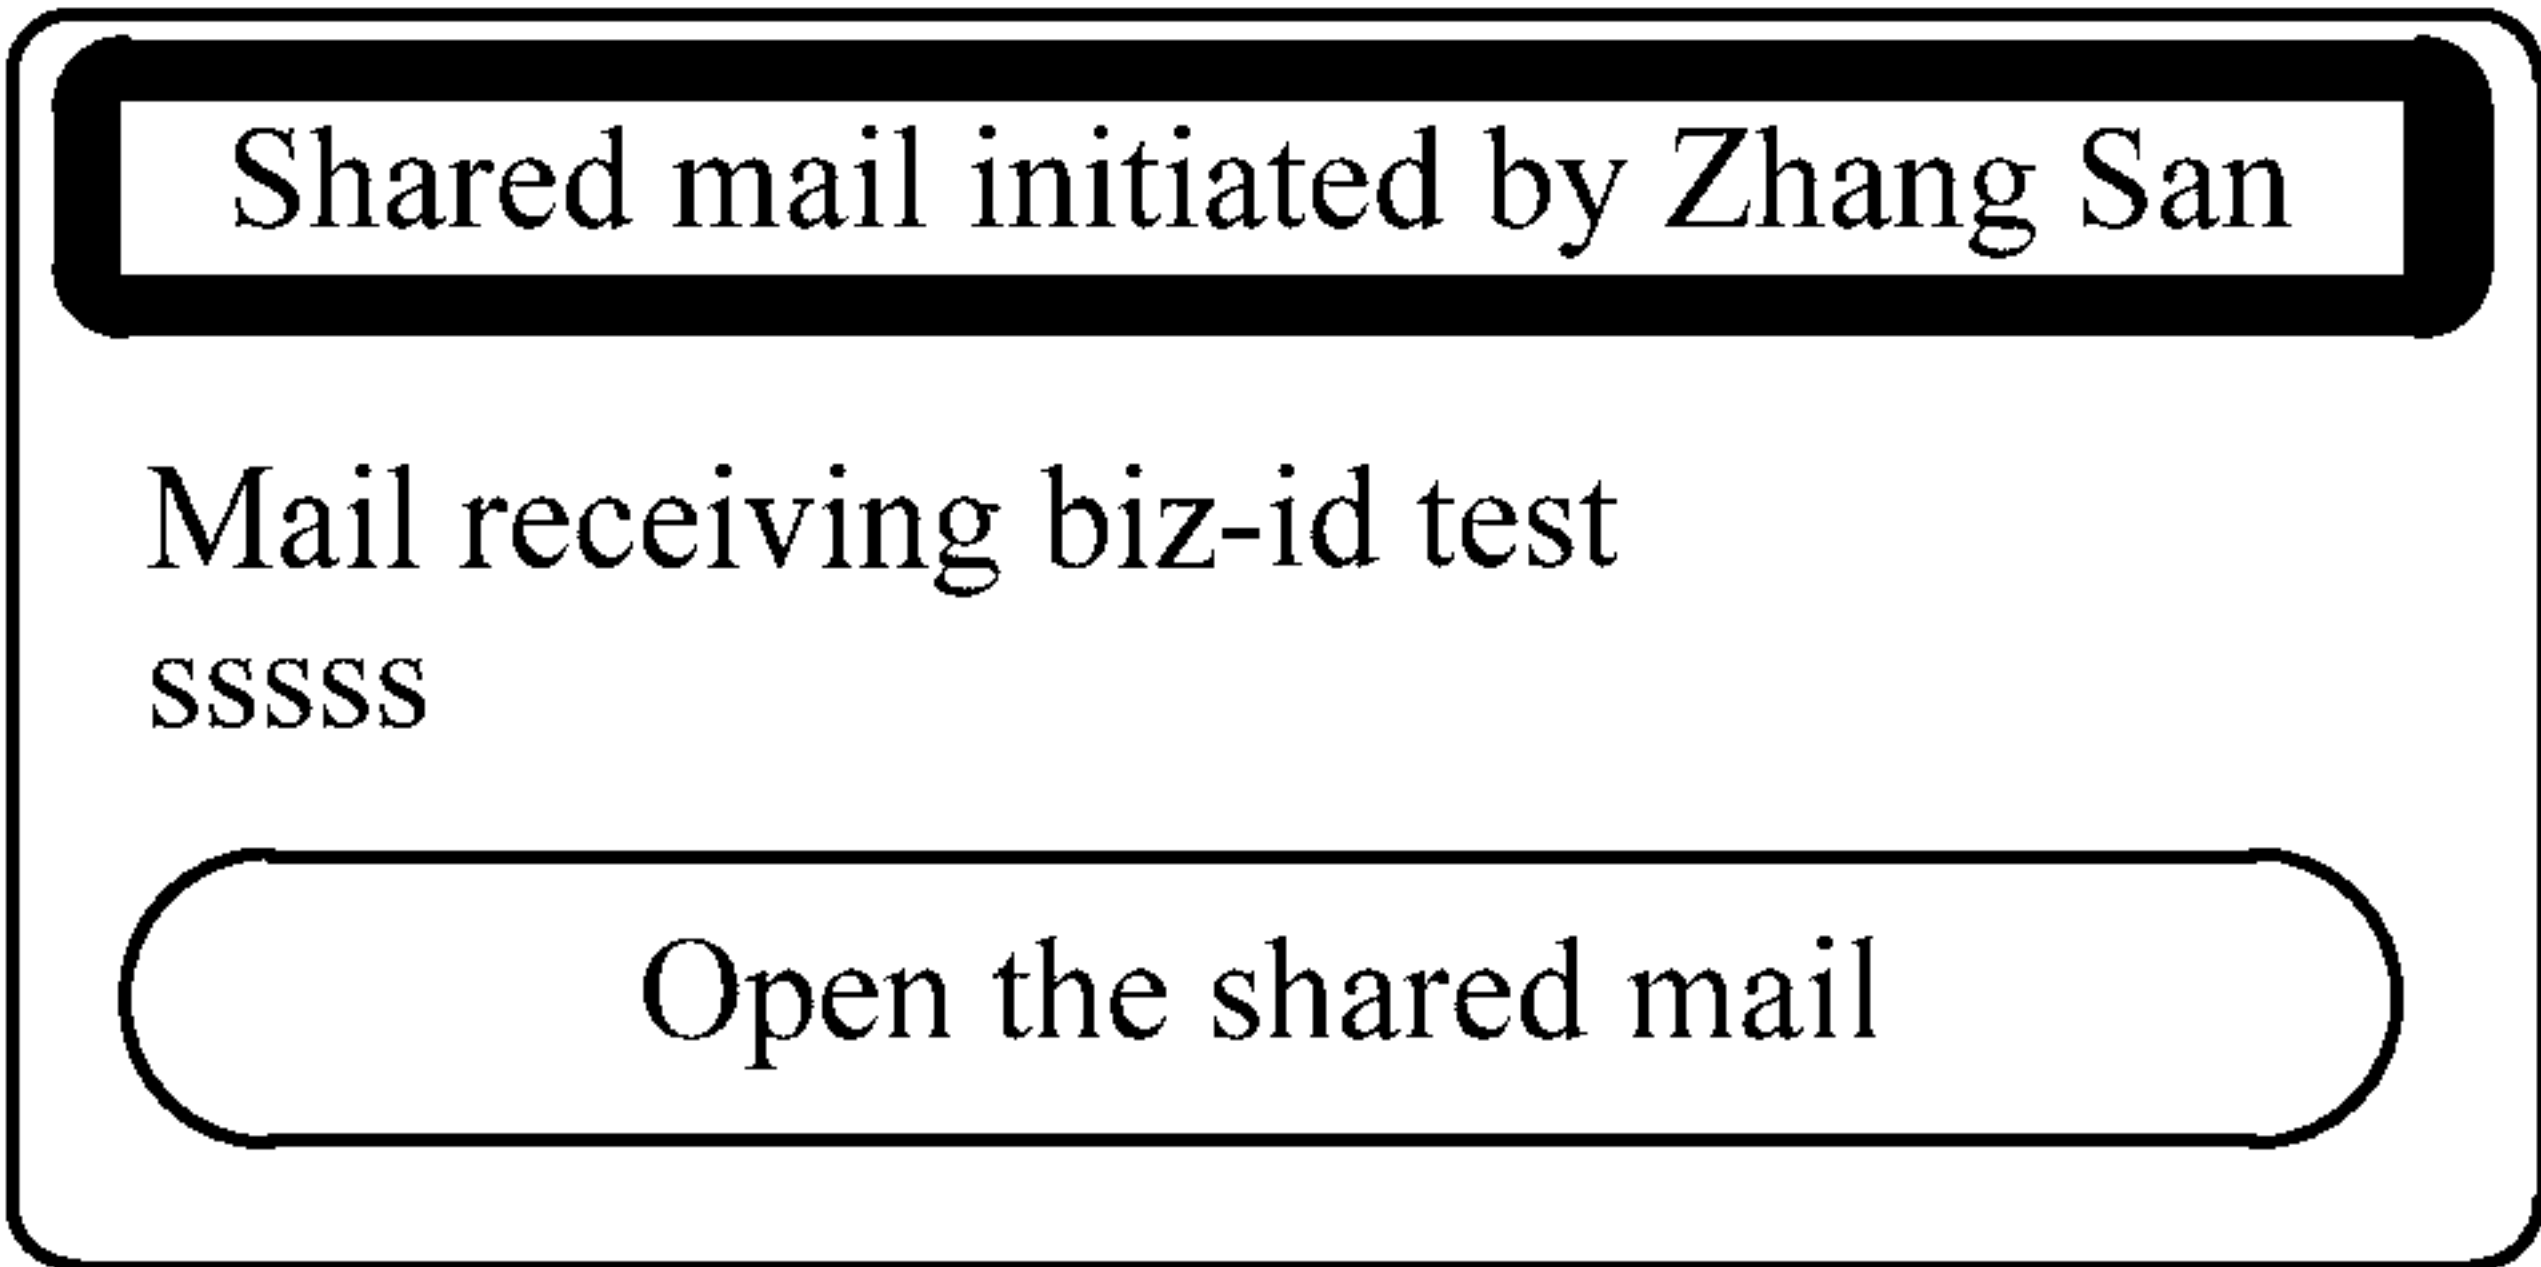 Shared mail initiated by Zhang San
Mail receiving biz-id test
sssss
Open the shared mail